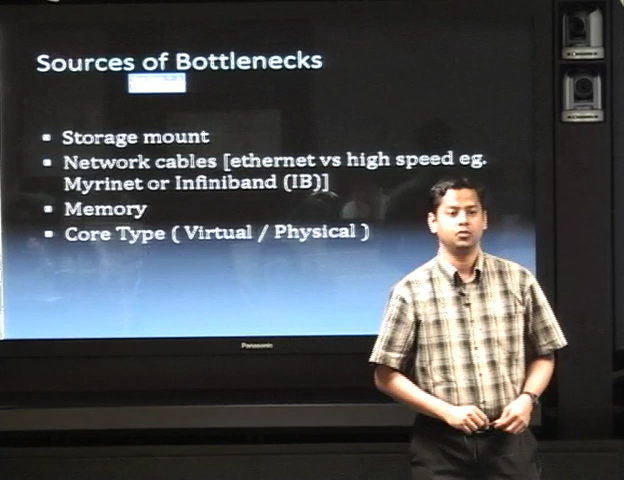 Sources of Bottlenecks
Storage mount
Network cables [ethernet vs high speed eg.
Myrinet or Infiniband (IB)]
Memory
Core Type ( Virtual / Physical )
Panasonic